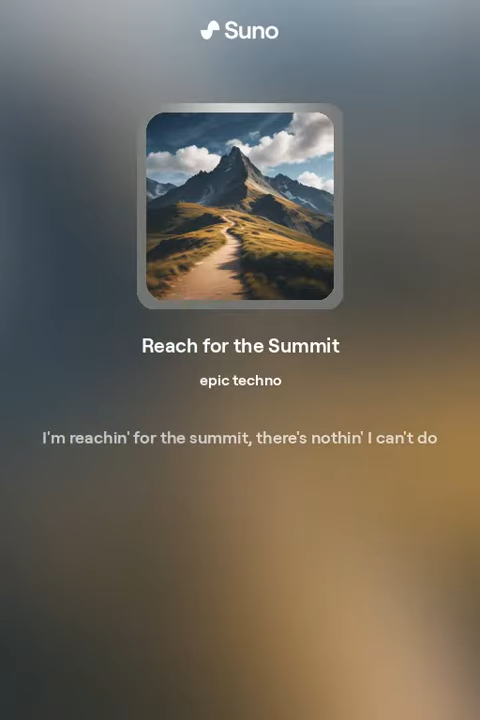 Suno
Reach for the Summit
epic techno
I'm reachin' for the summit, there's nothin' I can't do